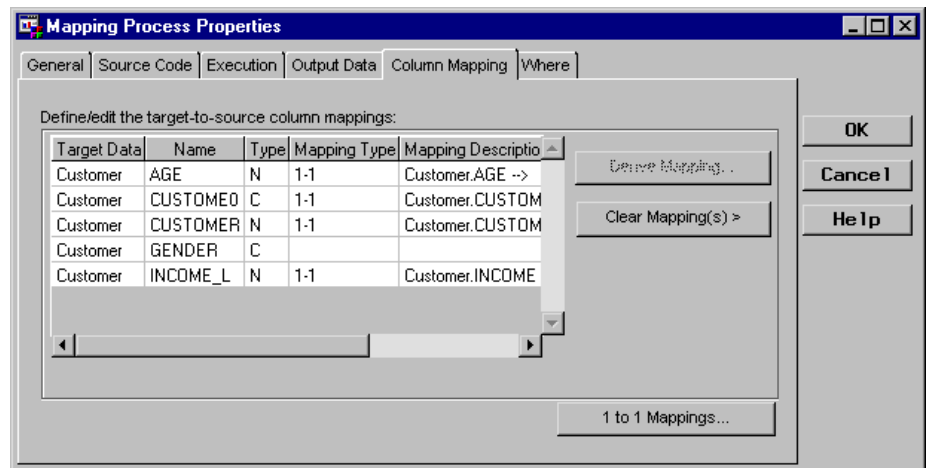 Mapping Process Properties
General Source Code Execution Output Data Column Mapping Where
Define/edit the target-to-source column mappings:
Target Data Name Type Mapping Type Mapping Descriptio
Customer AGE N 1-1 Customer.AGE -->
Customer CUSTOME0 C 1-1 Customer.CUSTOM
Customer CUSTOMER N 1-1 Customer.CUSTOM
Customer GENDER C
Customer INCOME_L N 1-1 Customer.INCOME
Derive Mapping...
Clear Mapping(s) >
1 to 1 Mappings...
OK
Cancel
Help